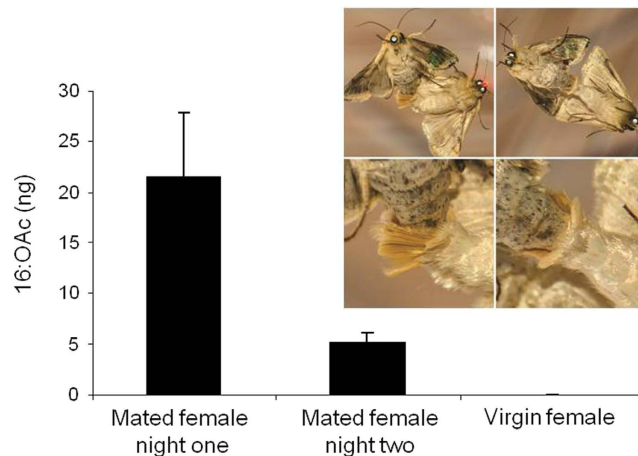 30
25
20
15
10
5
0
16:OAc (ng)
Mated female
night one
Mated female
night two
Virgin female